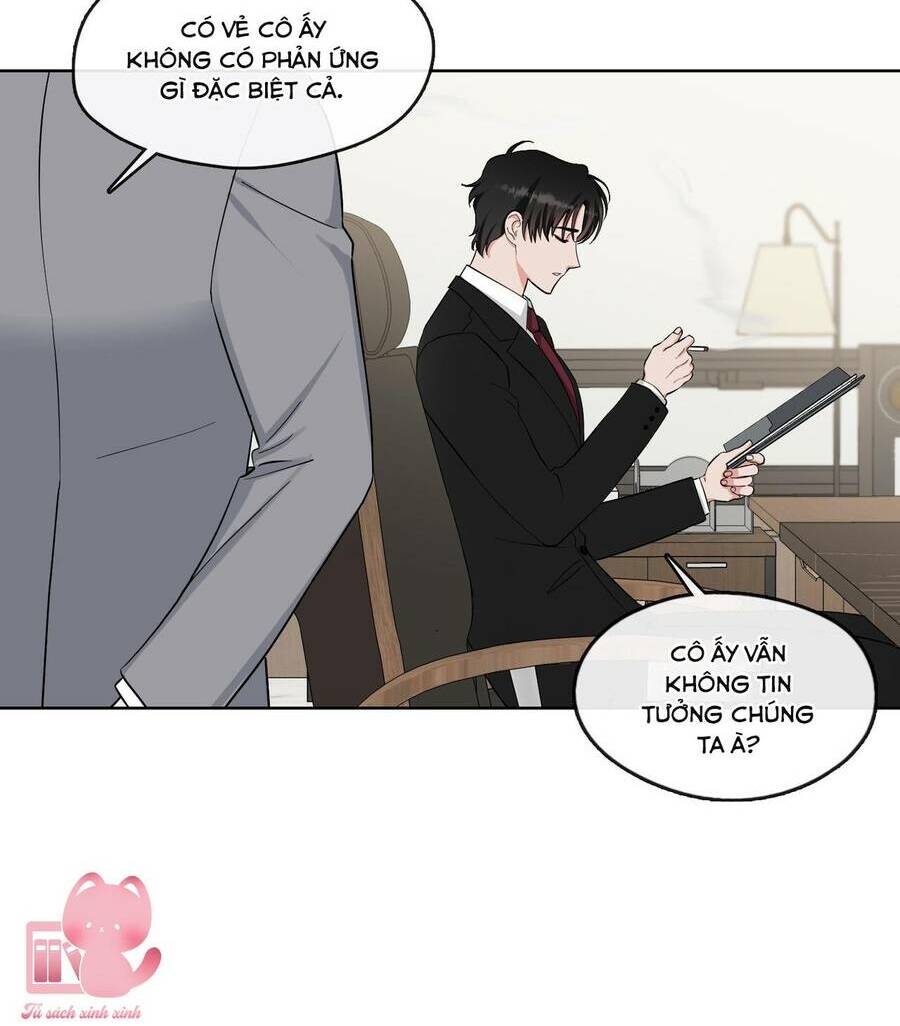 CÓ VẺ CÔ ẤY
KHÔNG CÓ PHẢN ỨNG
GÌ ĐẶC BIỆT CẢ.
CÔ ẤY VẪN
KHÔNG TIN
TƯỞNG CHÚNG
TA À?
Tủ sách xinh xinh